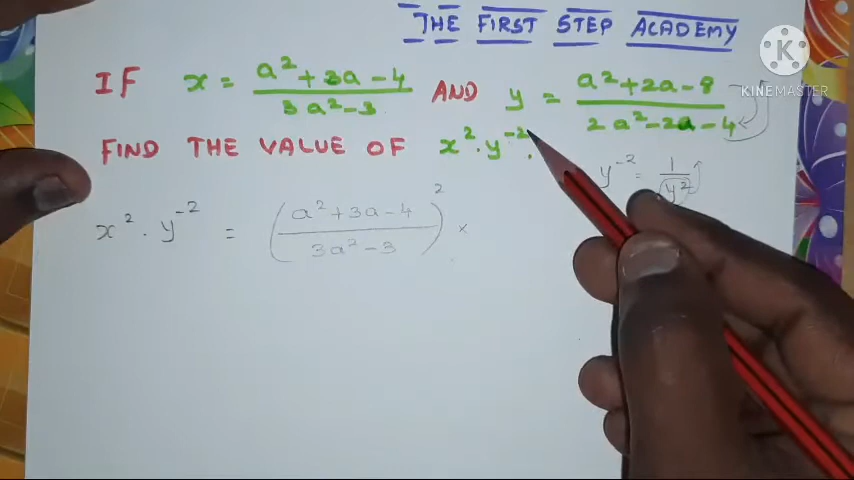 THE FIRST STEP ACADEMY
K
KINEMASTER
IF x = (a² + 3a - 4)/(3a² - 3) AND y = (a² + 2a - 8)/(2a² - 2a - 4)
FIND THE VALUE OF x² . y⁻² .
y⁻² = 1/y²
x² . y⁻² = ((a² + 3a - 4)/(3a² - 3))² ×